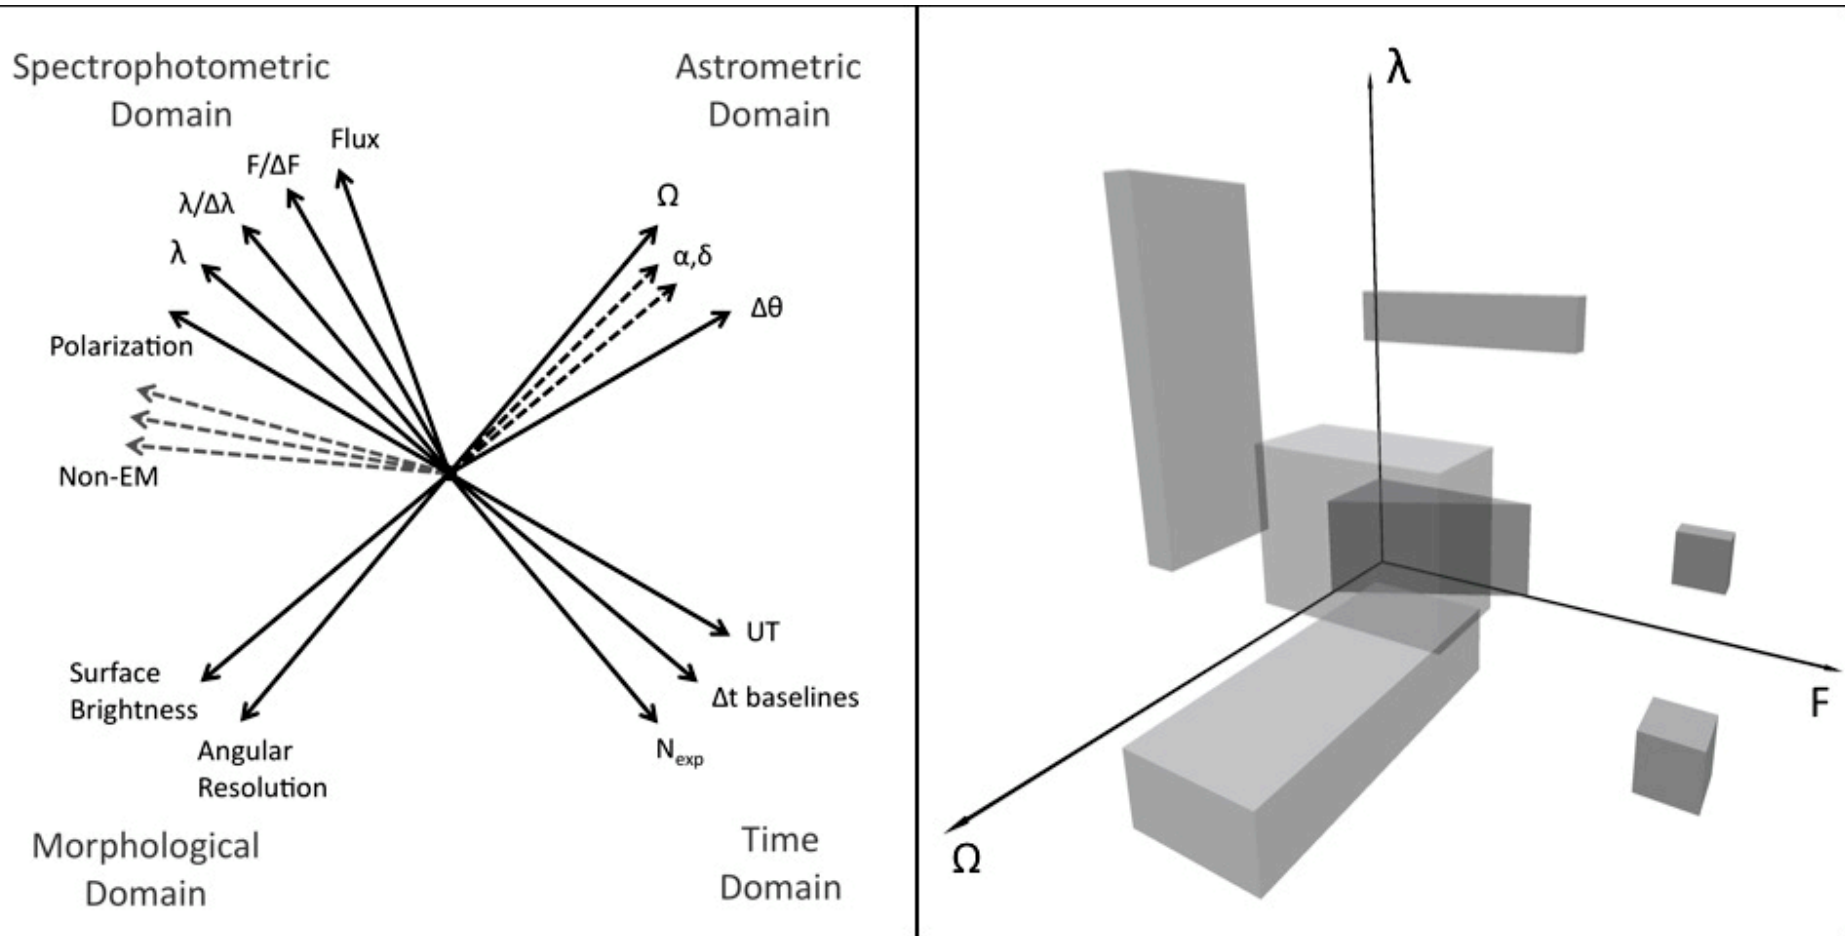 Spectrophotometric
Domain
Astrometric
Domain
Flux
F/ΔF
λ/Δλ
λ
Polarization
Non-EM
Ω
α,δ
Δθ
Surface
Brightness
Angular
Resolution
UT
Δt baselines
Nexp
Morphological
Domain
Time
Domain
λ
F
Ω